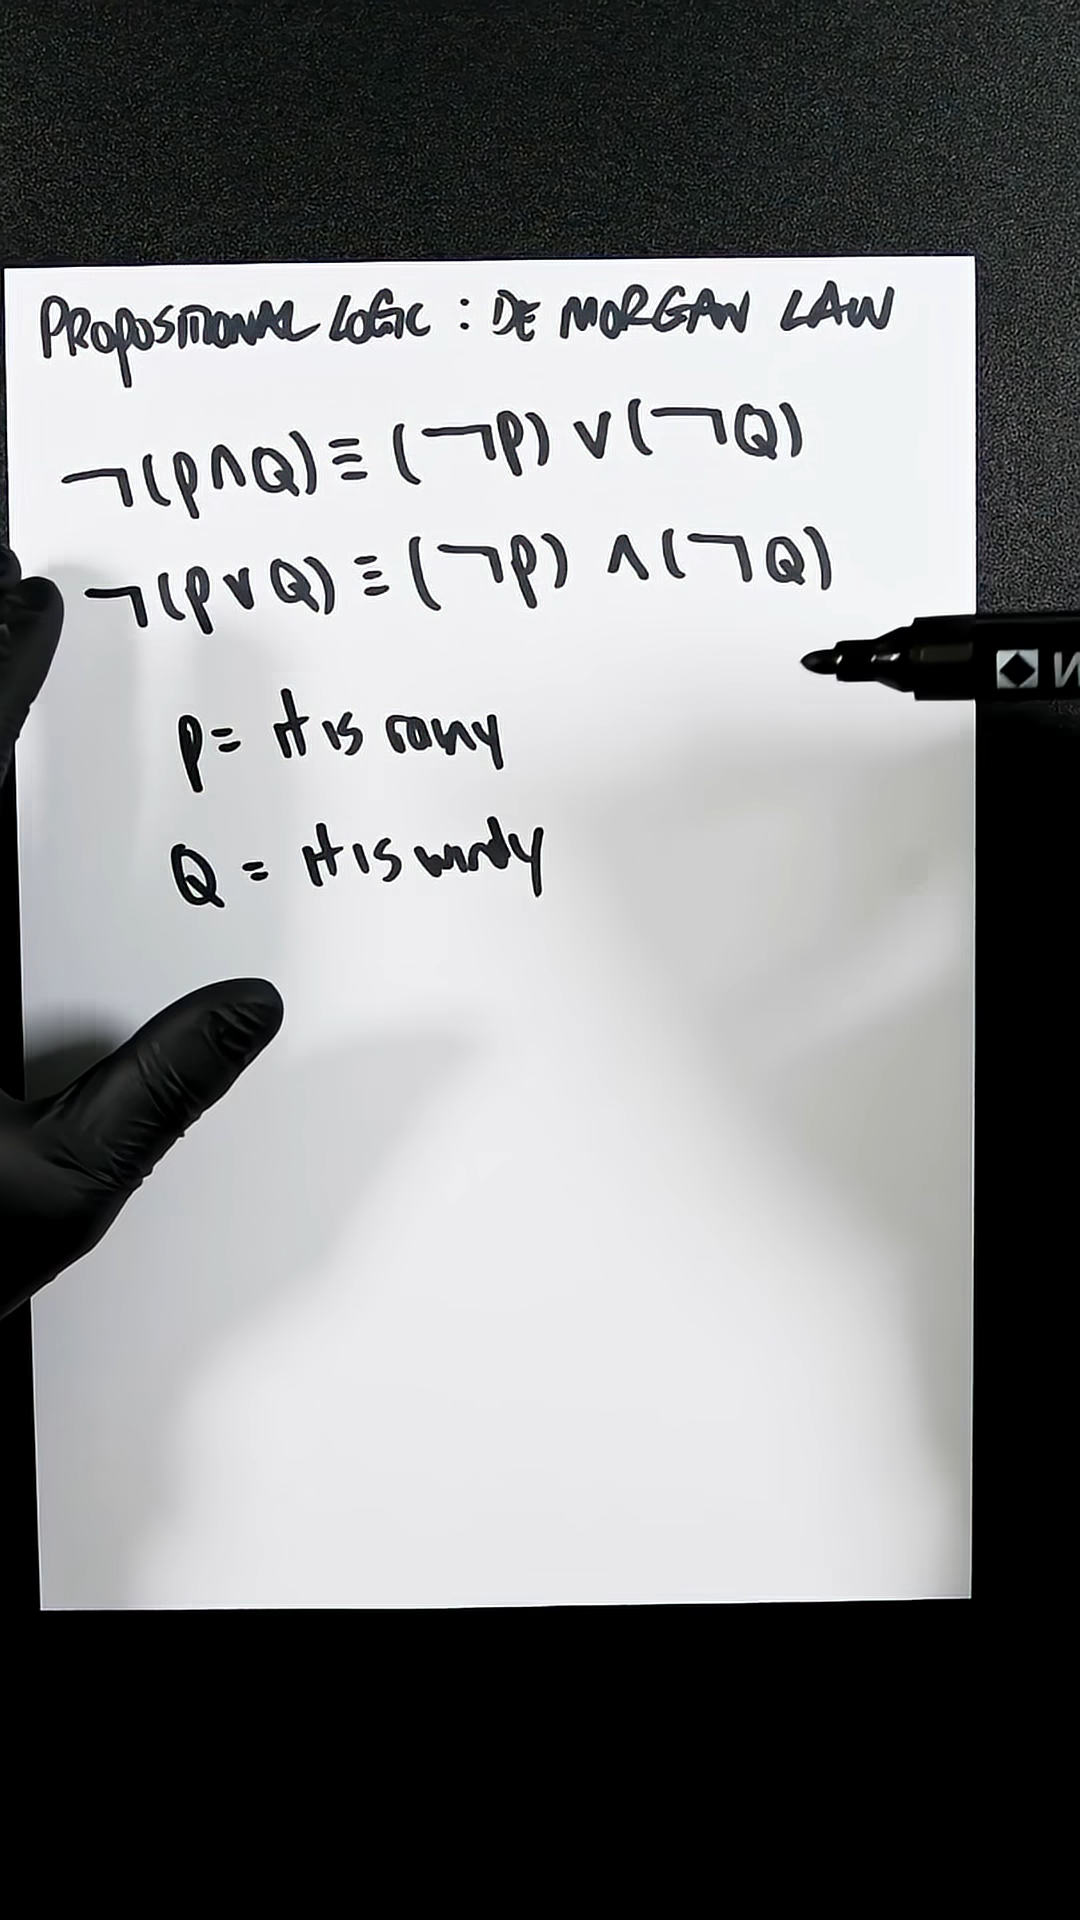 PROPOSITIONAL LOGIC : DE MORGAN LAW
¬(P∧Q)≡(¬P)∨(¬Q)
¬(P∨Q)≡(¬P)∧(¬Q)
P= It is rainy
Q = It is windy